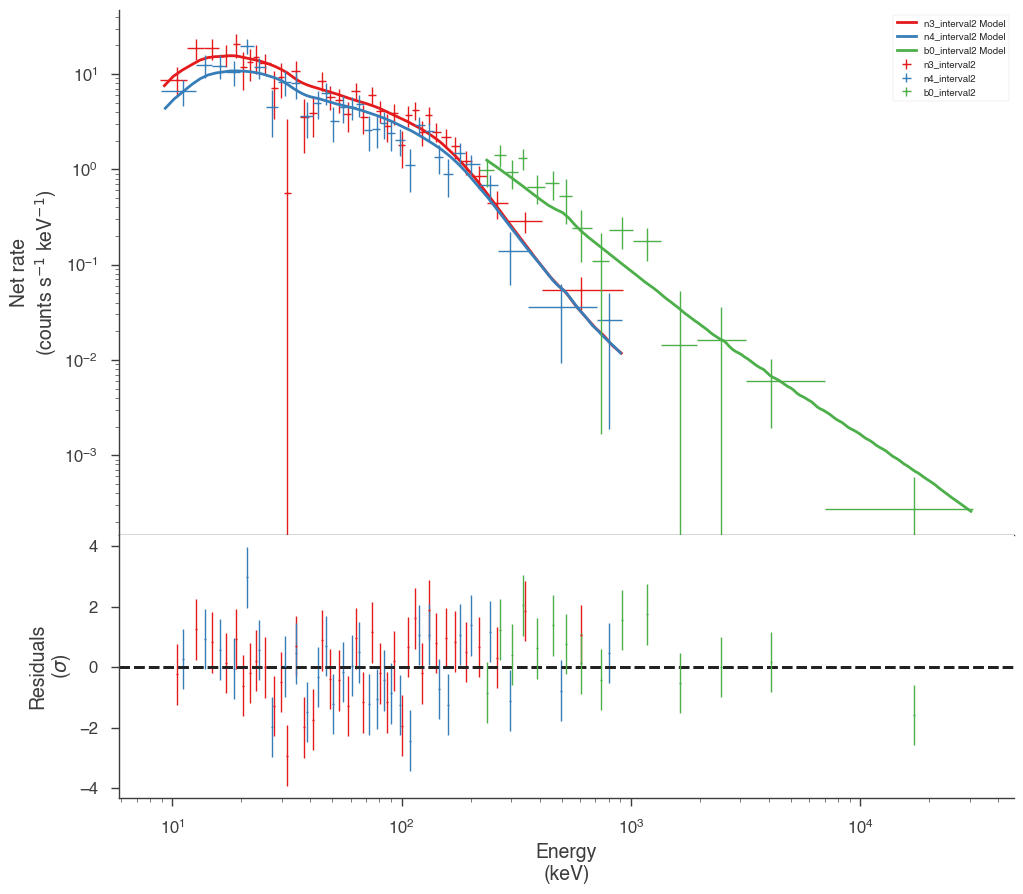 n3_interval2 Model
n4_interval2 Model
b0_interval2 Model
n3_interval2
n4_interval2
b0_interval2
Net rate
(counts s⁻¹ keV⁻¹)
10¹
10⁰
10⁻¹
10⁻²
10⁻³
Residuals
(σ)
4
2
0
−2
−4
10¹ 10² 10³ 10⁴
Energy
(keV)